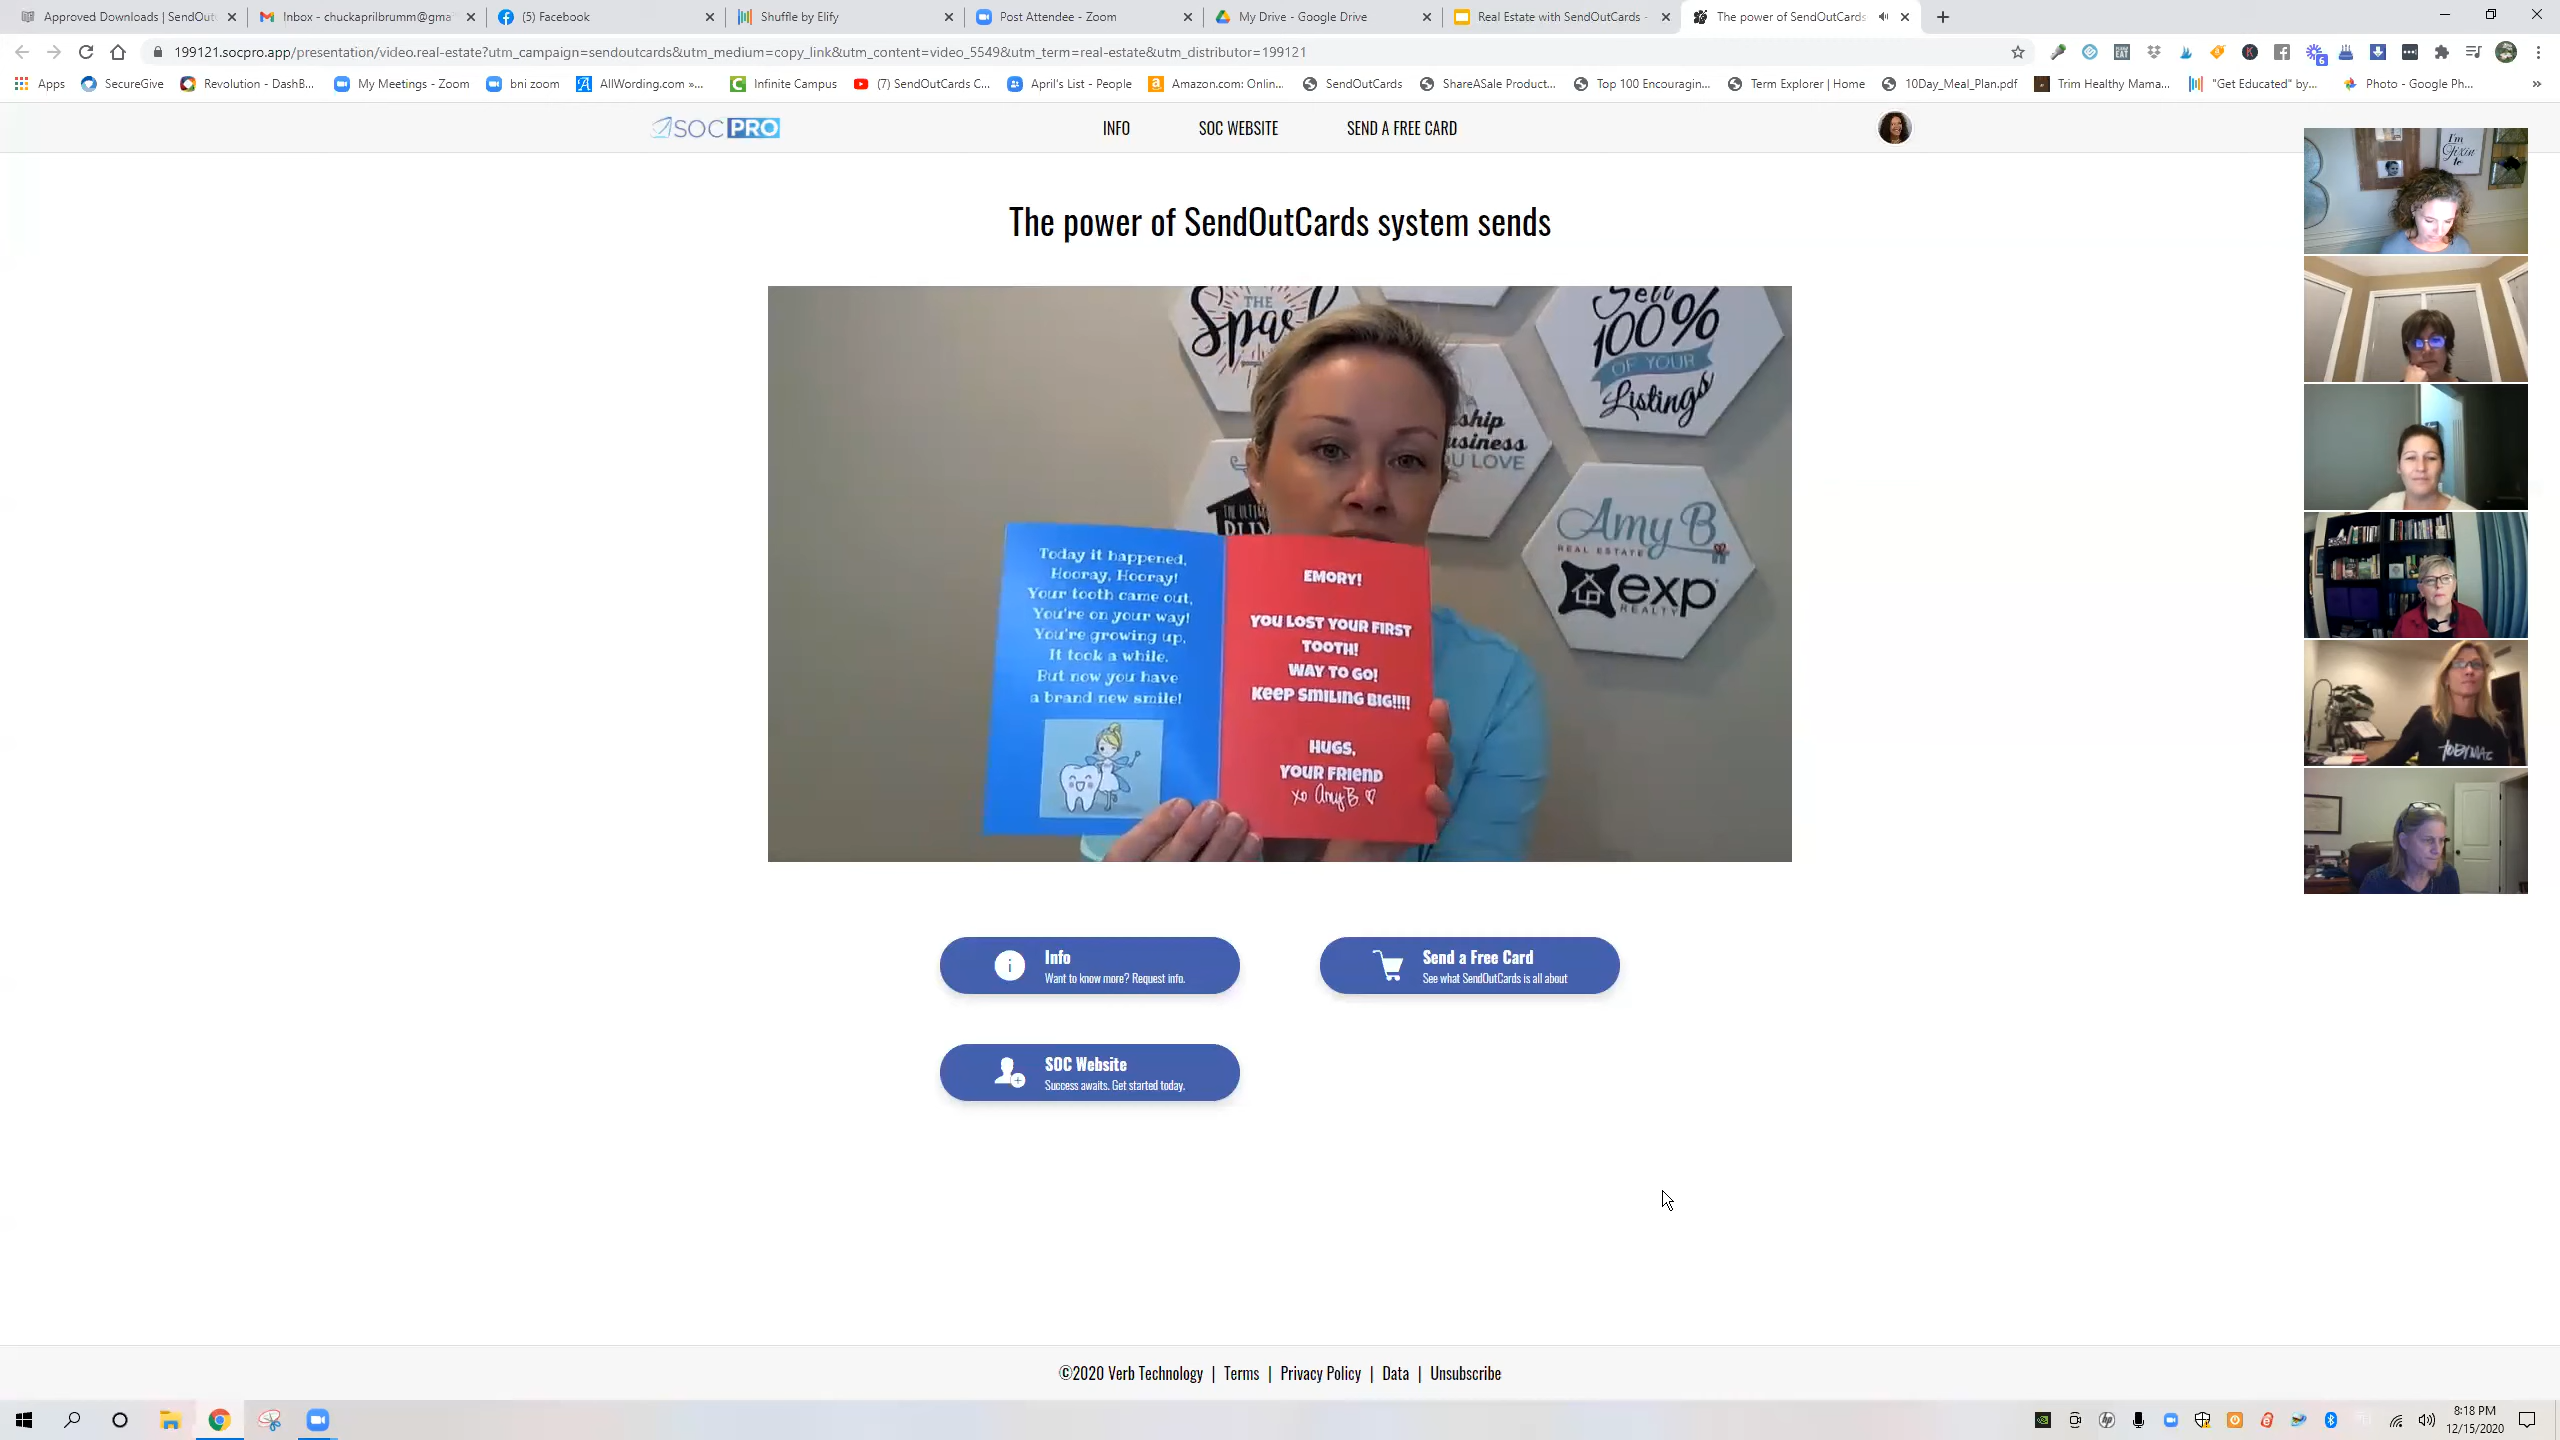 Approved Downloads | SendOut
Inbox - chuckaprilbrumm@gma
(5) Facebook
Shuffle by Elify
Post Attendee - Zoom
My Drive - Google Drive
Real Estate with SendOutCards -
The power of SendOutCards
199121.socpro.app/presentation/video.real-estate?utm_campaign=sendoutcards&utm_medium=copy_link&utm_content=video_5549&utm_term=real-estate&utm_distributor=199121
Apps
SecureGive
Revolution - DashB...
My Meetings - Zoom
bni zoom
AllWording.com »...
Infinite Campus
(7) SendOutCards C...
April's List - People
Amazon.com: Onlin...
SendOutCards
ShareASale Product...
Top 100 Encouragin...
Term Explorer | Home
10Day_Meal_Plan.pdf
Trim Healthy Mama...
"Get Educated" by...
Photo - Google Ph...
SOCPRO
INFO
SOC WEBSITE
SEND A FREE CARD
I'm
Fixin
to
The power of SendOutCards system sends
THE
Sell
100%
OF YOUR
Listings
YOU LOVE
Amy B
REAL ESTATE
exp
REALTY
Today it happened,
Hooray, Hooray!
Your tooth came out,
You're on your way!
You're growing up,
It took a while.
But now you have
a brand new smile!
EMORY!
YOU LOST YOUR FIRST
TOOTH!
WAY TO GO!
KEEP SMILING BIG!!!!
HUGS,
YOUR FRIEND
xo Amy B. ♡
TOBYMAC
Info
Want to know more? Request info.
Send a Free Card
See what SendOutCards is all about
SOC Website
Success awaits. Get started today.
©2020 Verb Technology | Terms | Privacy Policy | Data | Unsubscribe
8:18 PM
12/15/2020